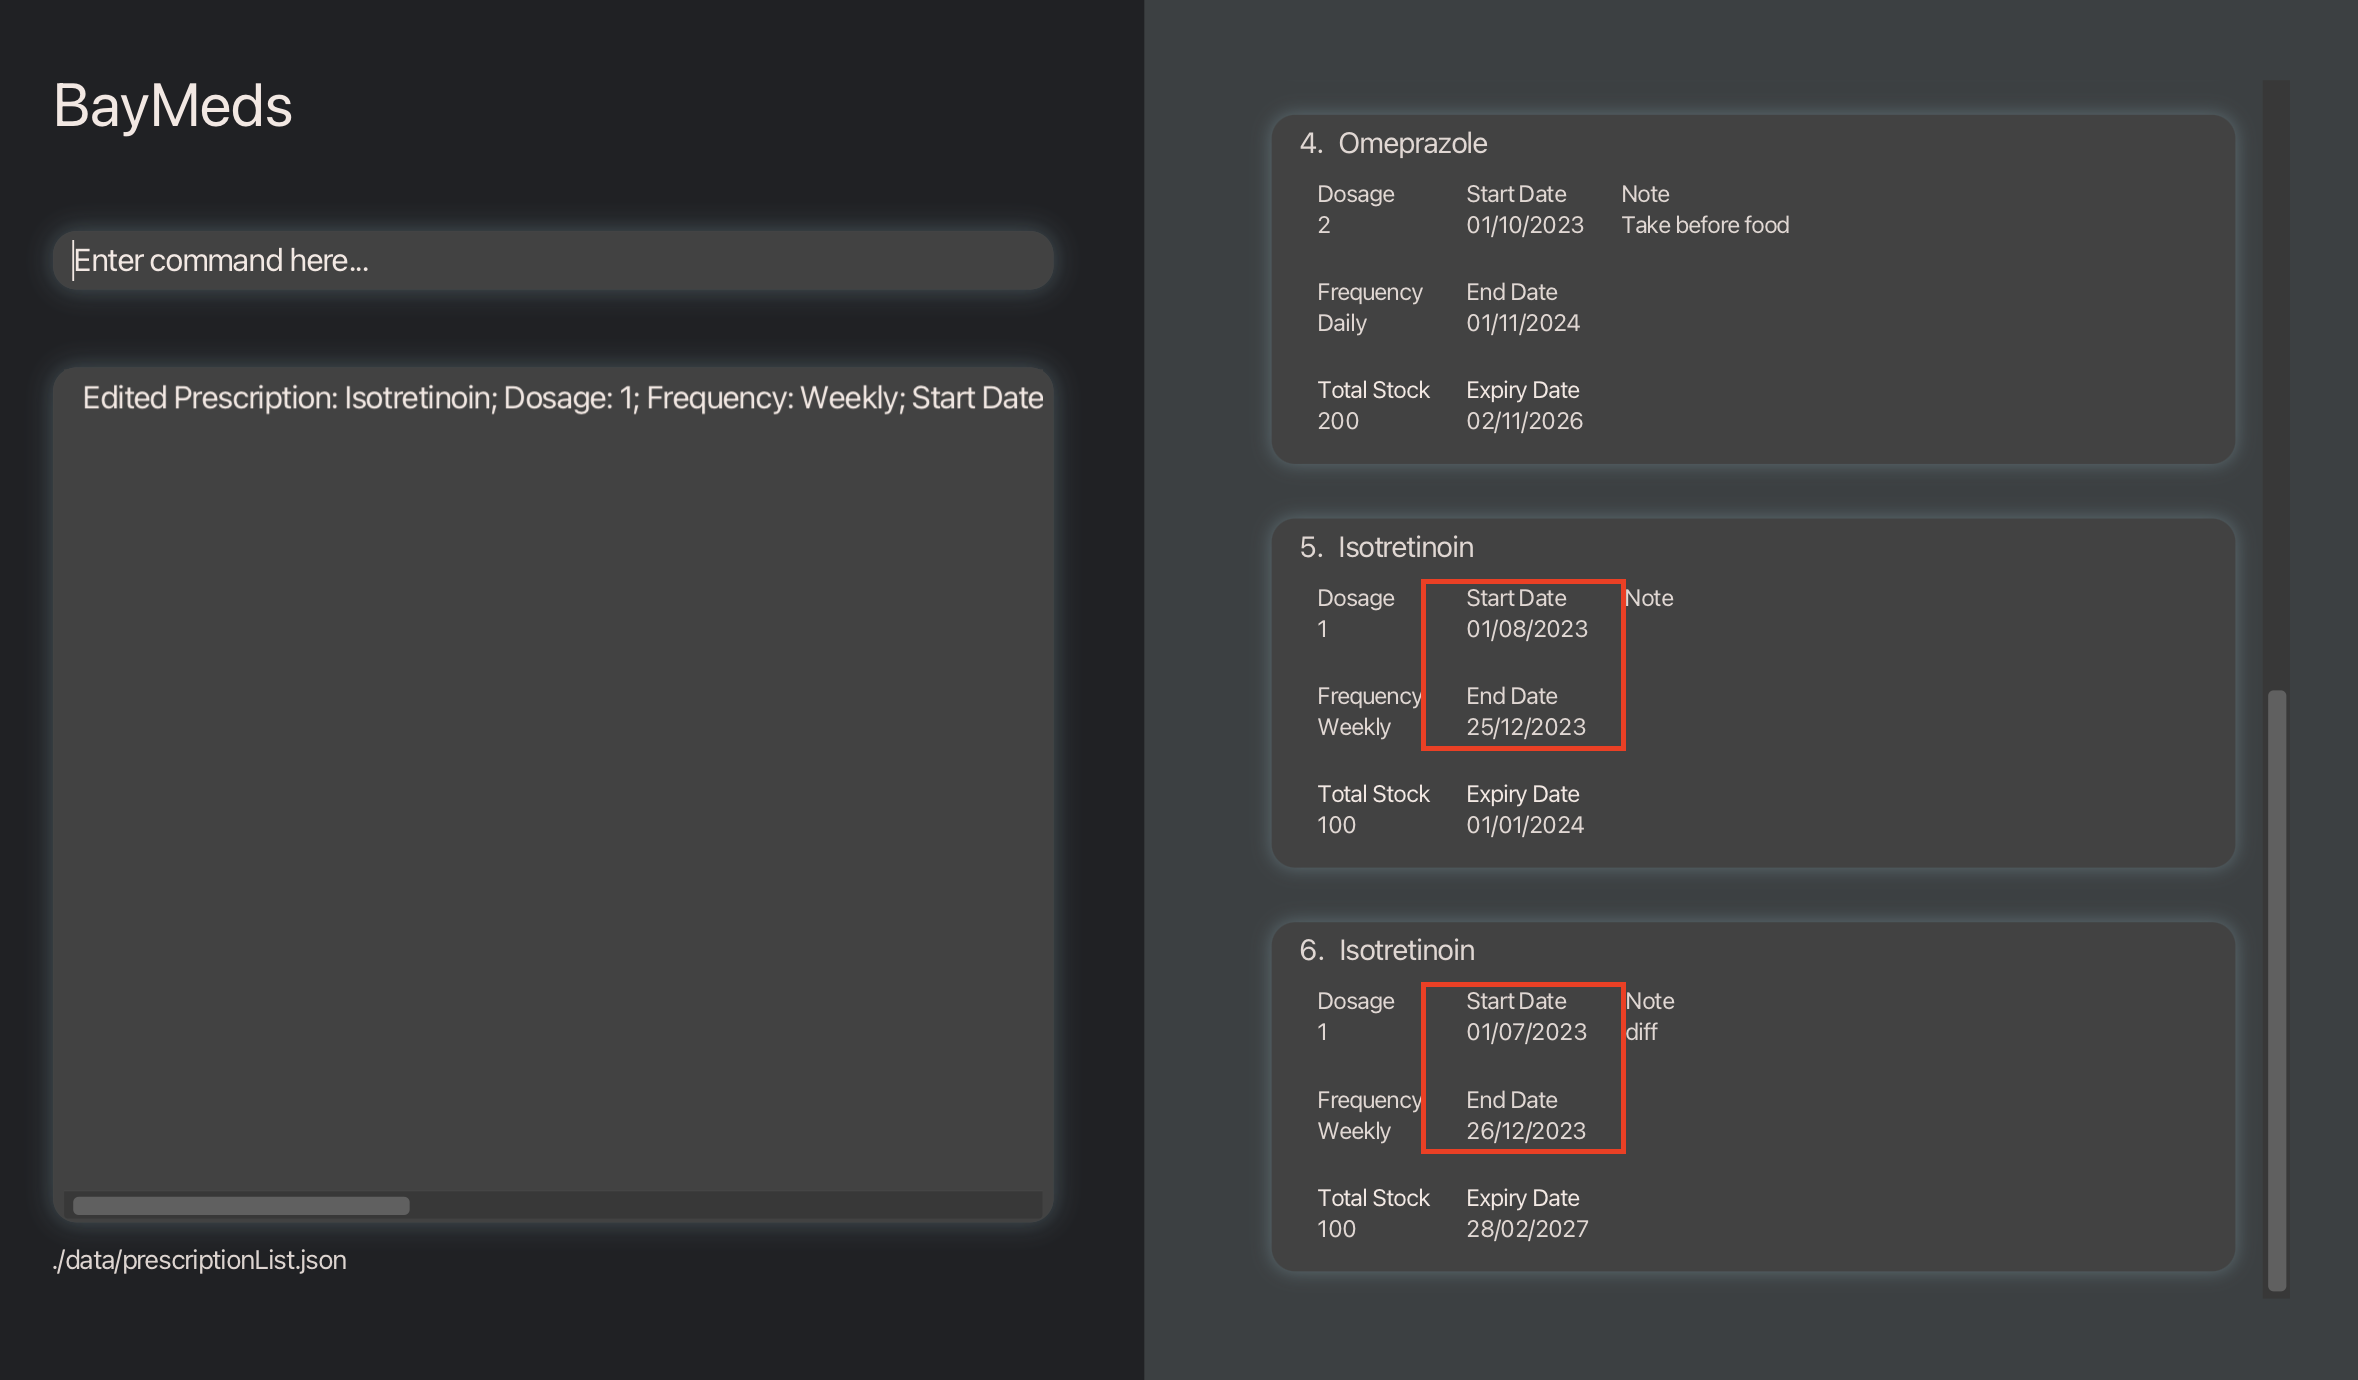 BayMeds
Enter command here...
Edited Prescription: Isotretinoin; Dosage: 1; Frequency: Weekly; Start Date
./data/prescriptionList.json
4. Omeprazole
Dosage Start Date Note
2 01/10/2023 Take before food
Frequency End Date
Daily 01/11/2024
Total Stock Expiry Date
200 02/11/2026
5. Isotretinoin
Dosage Start Date Note
1 01/08/2023
Frequency End Date
Weekly 25/12/2023
Total Stock Expiry Date
100 01/01/2024
6. Isotretinoin
Dosage Start Date Note
1 01/07/2023 diff
Frequency End Date
Weekly 26/12/2023
Total Stock Expiry Date
100 28/02/2027